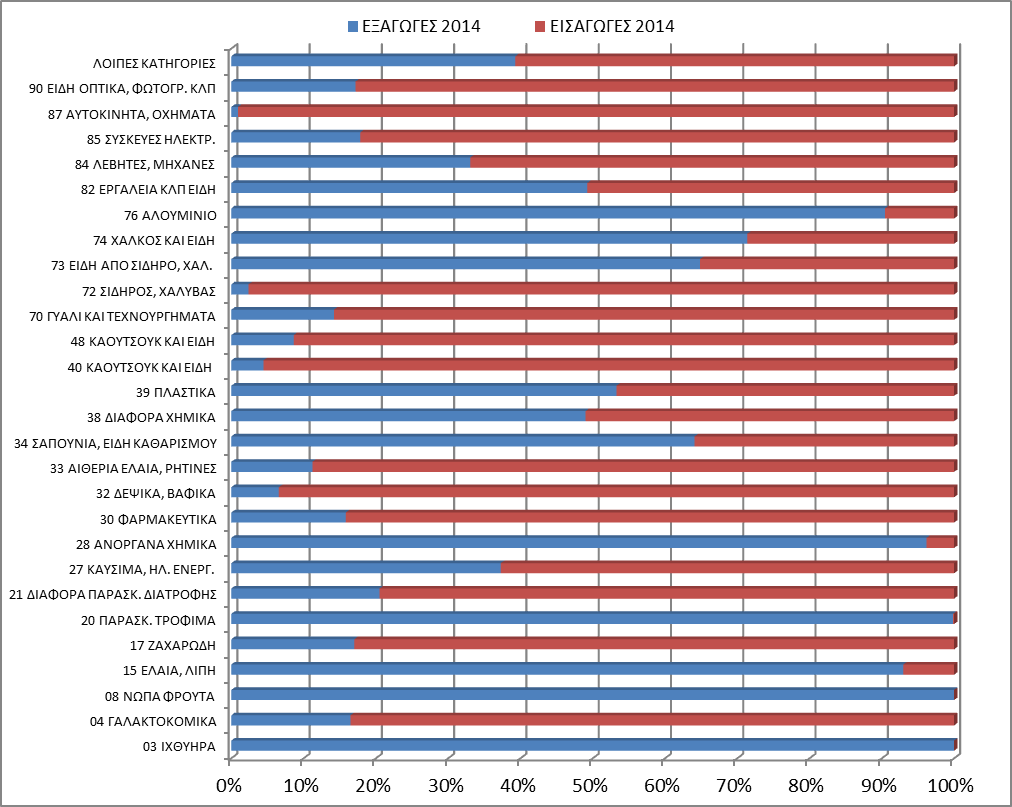 ΕΞΑΓΩΓΕΣ 2014 ΕΙΣΑΓΩΓΕΣ 2014
ΛΟΙΠΕΣ ΚΑΤΗΓΟΡΙΕΣ
90 ΕΙΔΗ ΟΠΤΙΚΑ, ΦΩΤΟΓΡ. ΚΛΠ
87 ΑΥΤΟΚΙΝΗΤΑ, ΟΧΗΜΑΤΑ
85 ΣΥΣΚΕΥΕΣ ΗΛΕΚΤΡ.
84 ΛΕΒΗΤΕΣ, ΜΗΧΑΝΕΣ
82 ΕΡΓΑΛΕΙΑ ΚΛΠ ΕΙΔΗ
76 ΑΛΟΥΜΙΝΙΟ
74 ΧΑΛΚΟΣ ΚΑΙ ΕΙΔΗ
73 ΕΙΔΗ ΑΠΟ ΣΙΔΗΡΟ, ΧΑΛ.
72 ΣΙΔΗΡΟΣ, ΧΑΛΥΒΑΣ
70 ΓΥΑΛΙ ΚΑΙ ΤΕΧΝΟΥΡΓΗΜΑΤΑ
48 ΚΑΟΥΤΣΟΥΚ ΚΑΙ ΕΙΔΗ
40 ΚΑΟΥΤΣΟΥΚ ΚΑΙ ΕΙΔΗ
39 ΠΛΑΣΤΙΚΑ
38 ΔΙΑΦΟΡΑ ΧΗΜΙΚΑ
34 ΣΑΠΟΥΝΙΑ, ΕΙΔΗ ΚΑΘΑΡΙΣΜΟΥ
33 ΑΙΘΕΡΙΑ ΕΛΑΙΑ, ΡΗΤΙΝΕΣ
32 ΔΕΨΙΚΑ, ΒΑΦΙΚΑ
30 ΦΑΡΜΑΚΕΥΤΙΚΑ
28 ΑΝΟΡΓΑΝΑ ΧΗΜΙΚΑ
27 ΚΑΥΣΙΜΑ, ΗΛ. ΕΝΕΡΓ.
21 ΔΙΑΦΟΡΑ ΠΑΡΑΣΚ. ΔΙΑΤΡΟΦΗΣ
20 ΠΑΡΑΣΚ. ΤΡΟΦΙΜΑ
17 ΖΑΧΑΡΩΔΗ
15 ΕΛΑΙΑ, ΛΙΠΗ
08 ΝΩΠΑ ΦΡΟΥΤΑ
04 ΓΑΛΑΚΤΟΚΟΜΙΚΑ
03 ΙΧΘΥΗΡΑ
0% 10% 20% 30% 40% 50% 60% 70% 80% 90% 100%